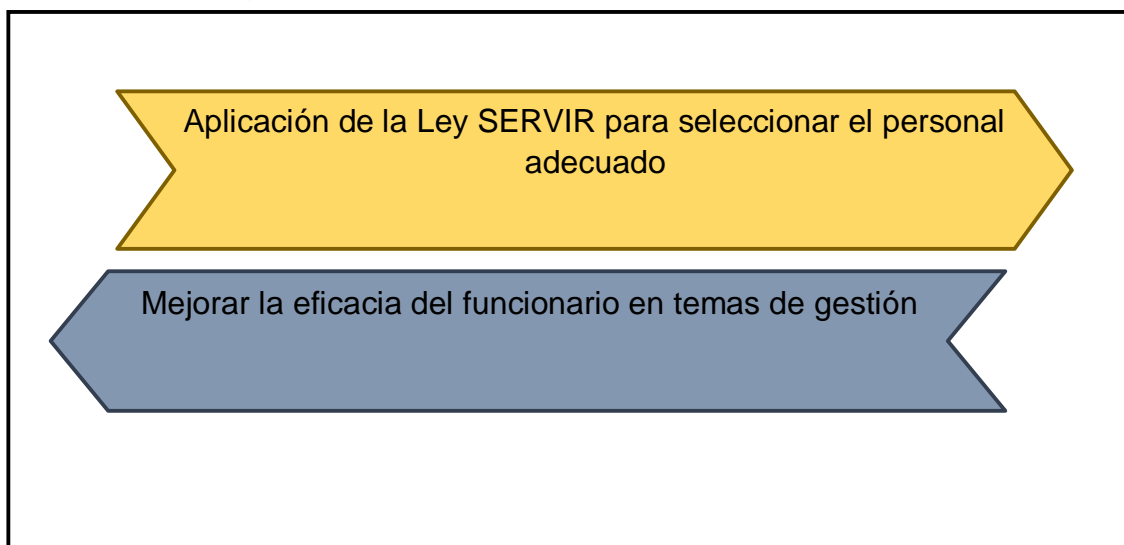 Aplicación de la Ley SERVIR para seleccionar el personal
adecuado
Mejorar la eficacia del funcionario en temas de gestión